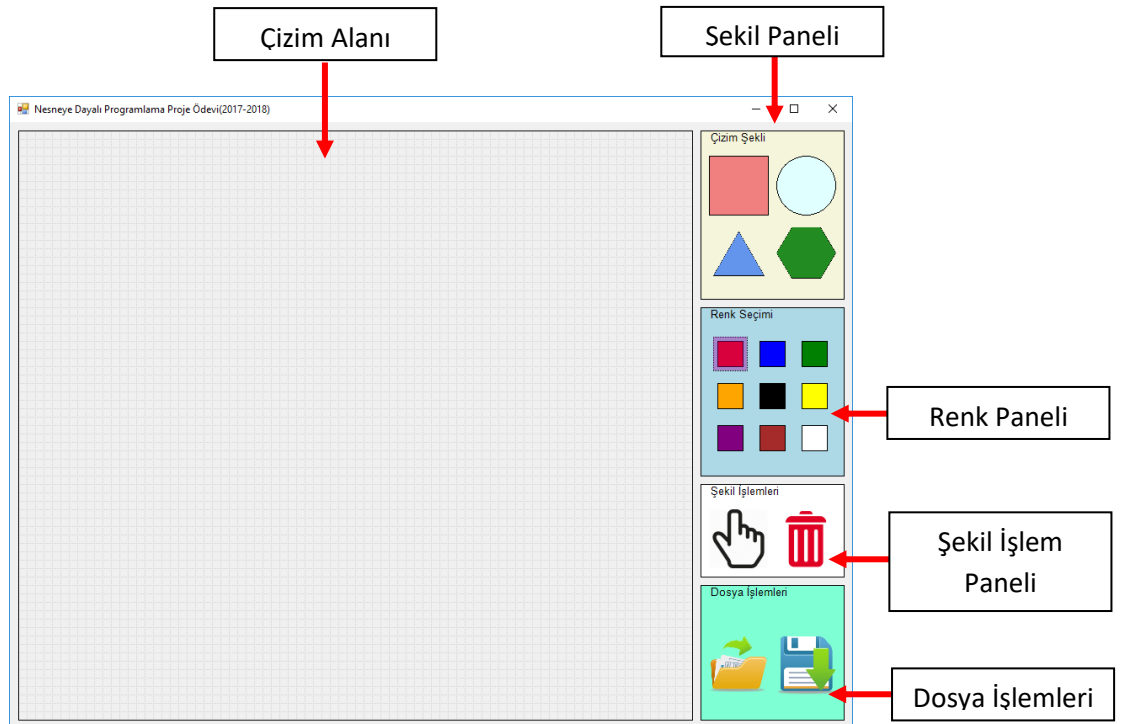 Çizim Alanı
Sekil Paneli
Nesneye Dayalı Programlama Proje Ödevi(2017-2018)
Çizim Şekli
Renk Seçimi
Renk Paneli
Şekil İşlemleri
Şekil İşlem
Paneli
Dosya İşlemleri
Dosya İşlemleri